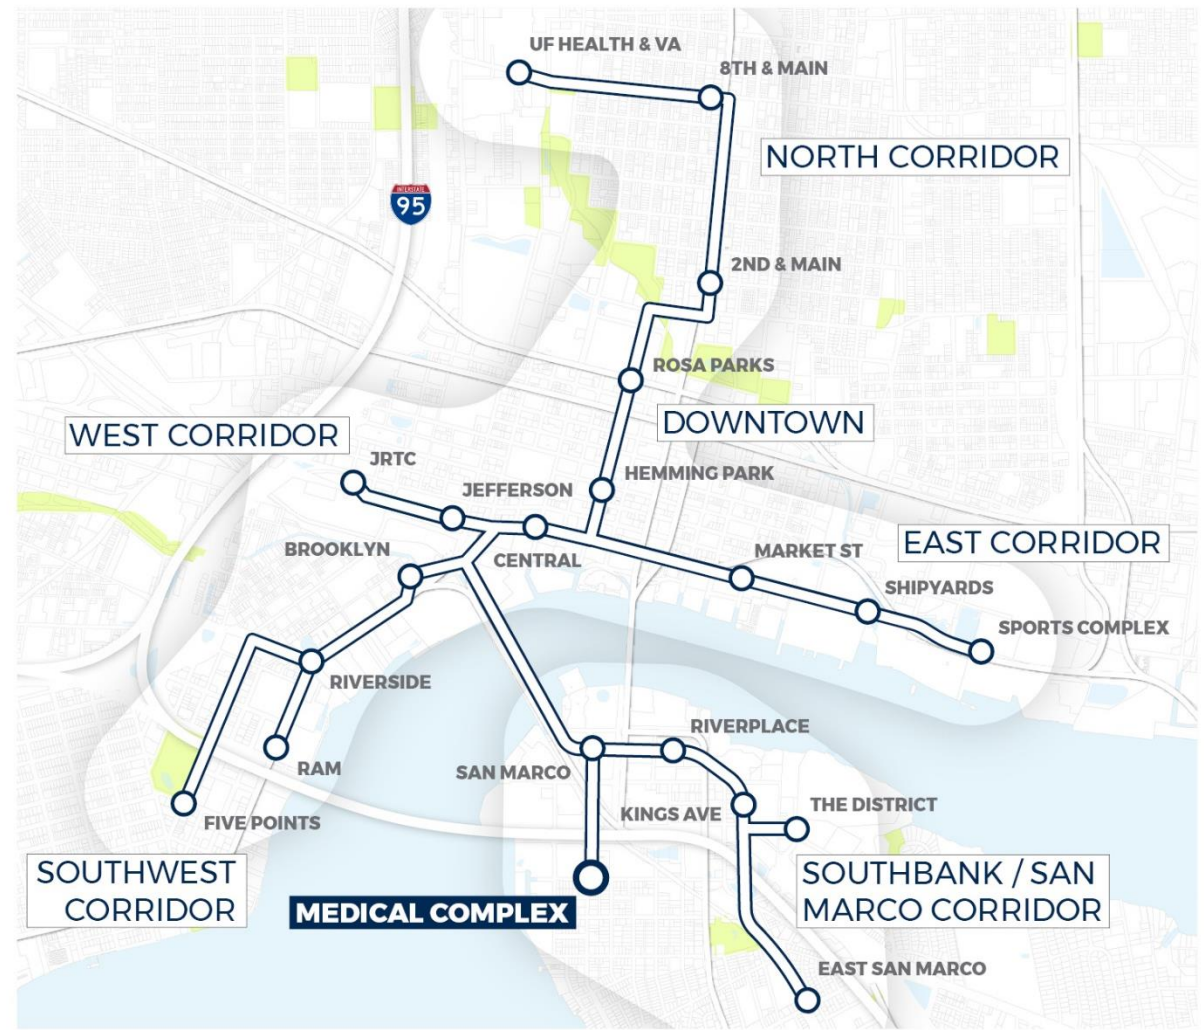 UF HEALTH & VA
8TH & MAIN
NORTH CORRIDOR
INTERSTATE
95
2ND & MAIN
ROSA PARKS
DOWNTOWN
WEST CORRIDOR
JRTC
HEMMING PARK
JEFFERSON
EAST CORRIDOR
BROOKLYN
CENTRAL
MARKET ST
SHIPYARDS
SPORTS COMPLEX
RIVERSIDE
RIVERPLACE
RAM
SAN MARCO
KINGS AVE
THE DISTRICT
FIVE POINTS
SOUTHWEST
CORRIDOR
MEDICAL COMPLEX
SOUTHBANK / SAN
MARCO CORRIDOR
EAST SAN MARCO